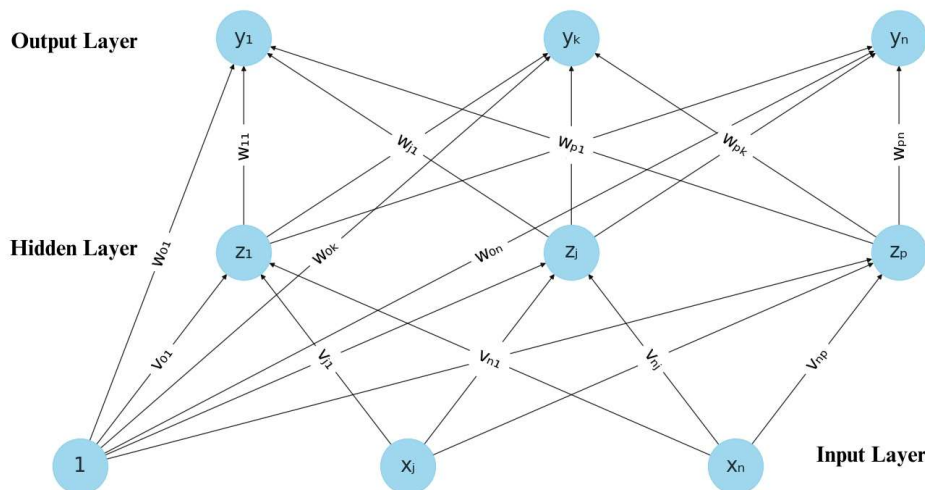 Output Layer
y₁
yₖ
yₙ
w₁₁
wⱼ₁
wₚ₁
wₚₖ
wₚₙ
Hidden Layer
w₀₁
z₁
w₀ₖ
w₀ₙ
zⱼ
zₚ
v₀₁
vⱼ₁
vₙ₁
vₙⱼ
vₙₚ
1
xⱼ
xₙ
Input Layer